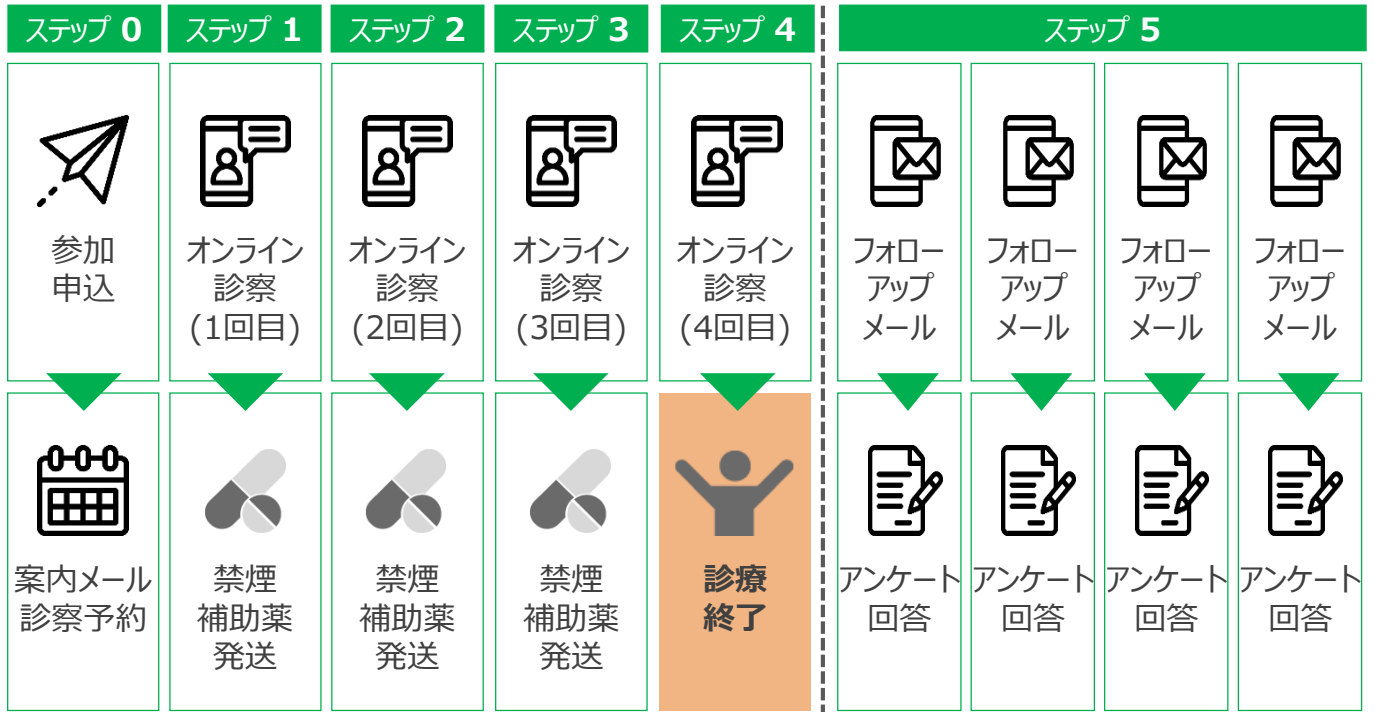 ステップ 0
ステップ 1
ステップ 2
ステップ 3
ステップ 4
ステップ 5
参加
申込
オンライン
診察
(1回目)
オンライン
診察
(2回目)
オンライン
診察
(3回目)
オンライン
診察
(4回目)
フォロー
アップ
メール
フォロー
アップ
メール
フォロー
アップ
メール
フォロー
アップ
メール
案内メール
診察予約
禁煙
補助薬
発送
禁煙
補助薬
発送
禁煙
補助薬
発送
診療
終了
アンケート
回答
アンケート
回答
アンケート
回答
アンケート
回答